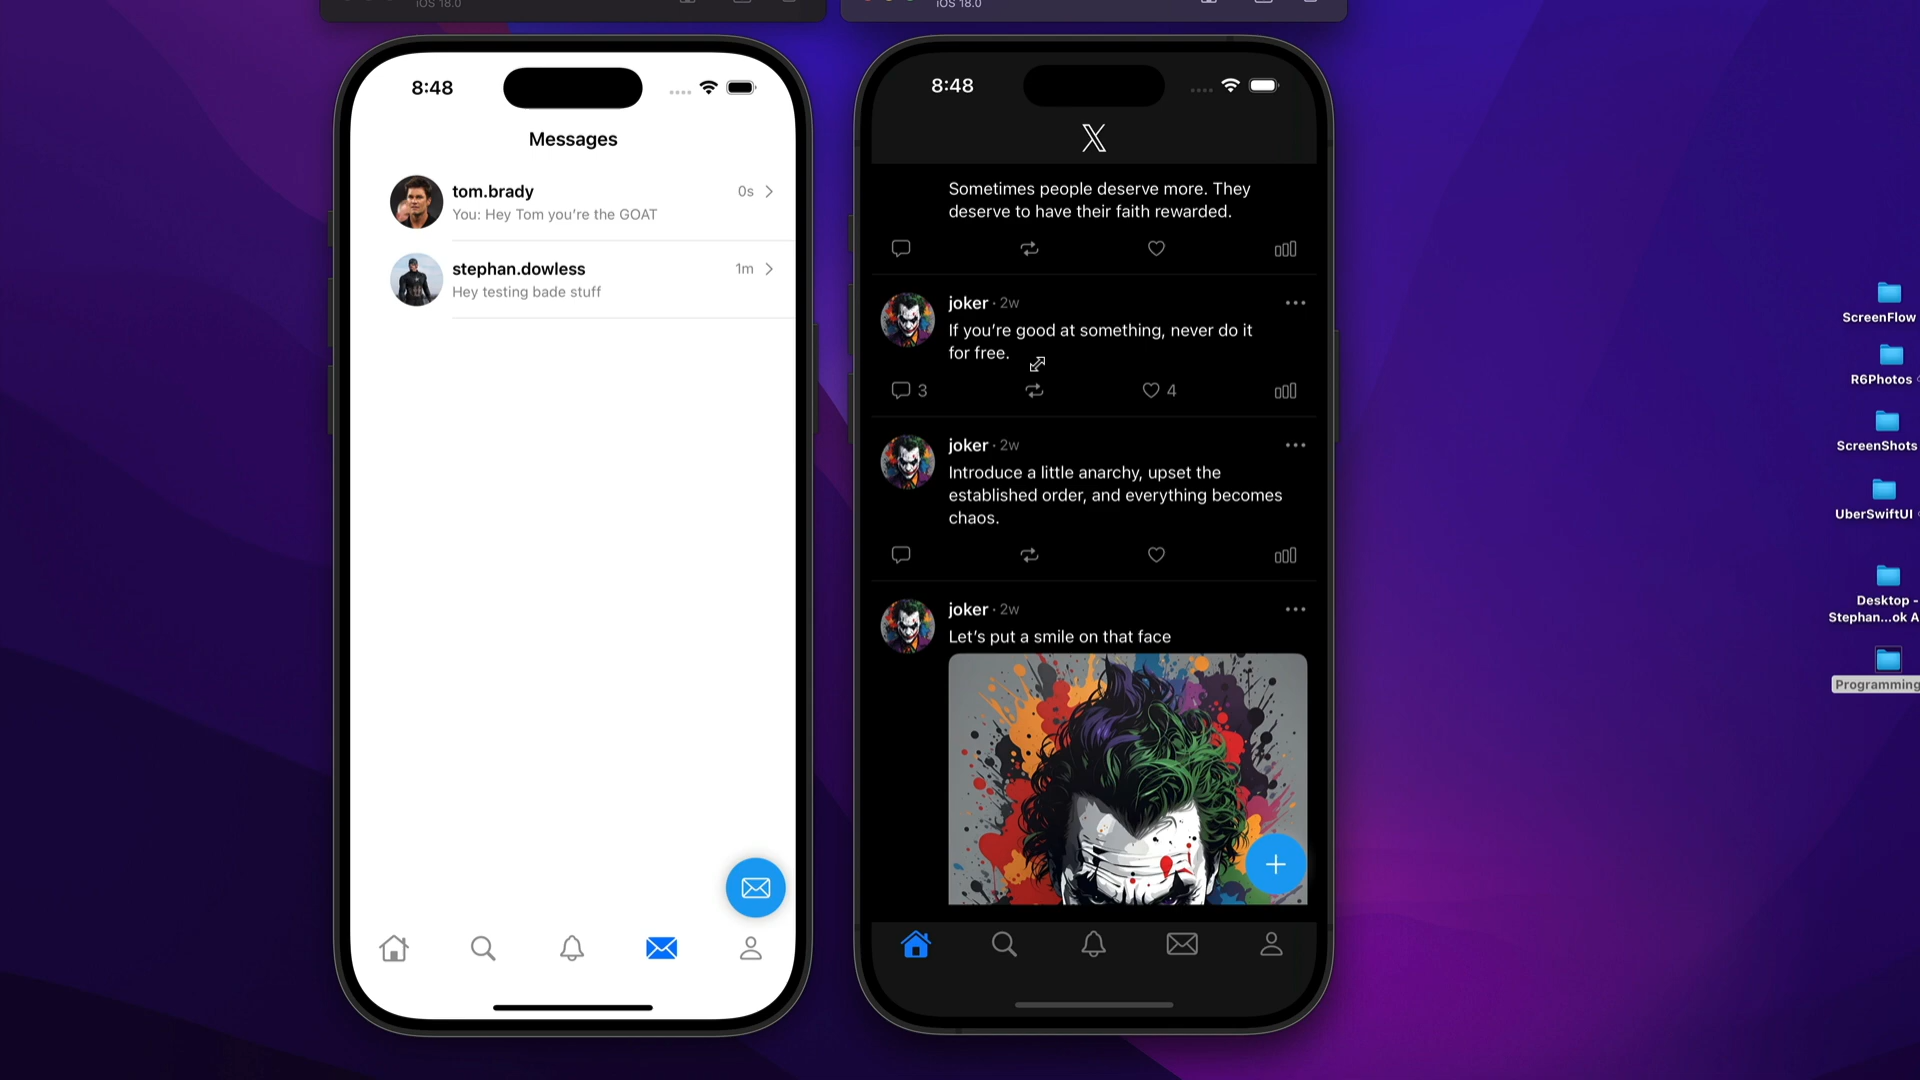 iOS 18.0
iOS 18.0
8:48
Messages
tom.brady
0s
You: Hey Tom you're the GOAT
stephan.dowless
1m
Hey testing bade stuff
8:48
Sometimes people deserve more. They
deserve to have their faith rewarded.
joker · 2w
If you're good at something, never do it
for free.
3
4
joker · 2w
Introduce a little anarchy, upset the
established order, and everything becomes
chaos.
joker · 2w
Let's put a smile on that face
ScreenFlow
R6Photos
ScreenShots
UberSwiftUI
Desktop -
Stephan...ok A
Programming